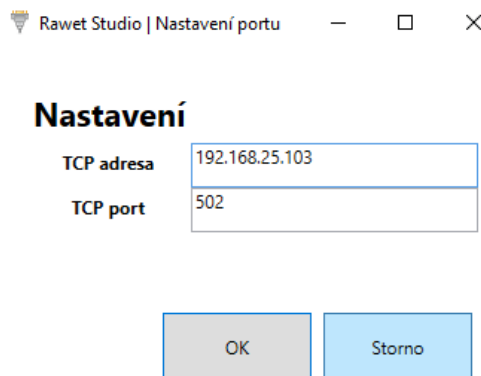 Rawet Studio | Nastavení portu
Nastavení
TCP adresa 192.168.25.103
TCP port 502
OK Storno